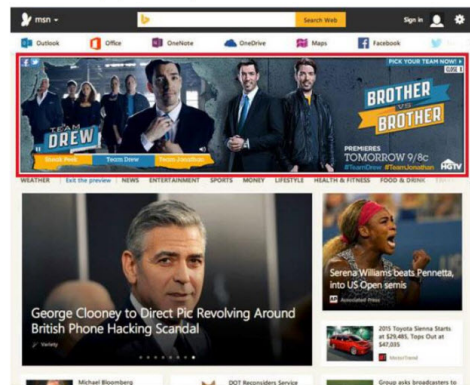 msn
Search Web
Sign in
Outlook
Office
OneNote
OneDrive
Maps
Facebook
PICK YOUR TEAM NOW!
CLOSE X
TEAM
DREW
Sneak Peek
Team Drew
Team Jonathan
BROTHER
VS
BROTHER
PREMIERES
TOMORROW 9/8c
#TeamDrew #TeamJonathan
HGTV
WEATHER | Exit the preview | NEWS ENTERTAINMENT SPORTS MONEY LIFESTYLE HEALTH & FITNESS FOOD & DRINK
George Clooney to Direct Pic Revolving Around
British Phone Hacking Scandal
Variety
Serena Williams beats Pennetta,
into US Open semis
AP Associated Press
2015 Toyota Sienna Starts
at $29,485, Tops Out at
$47,035
MotorTrend
Michael Bloomberg
DOT Reconsiders Service
Group asks broadcasters to